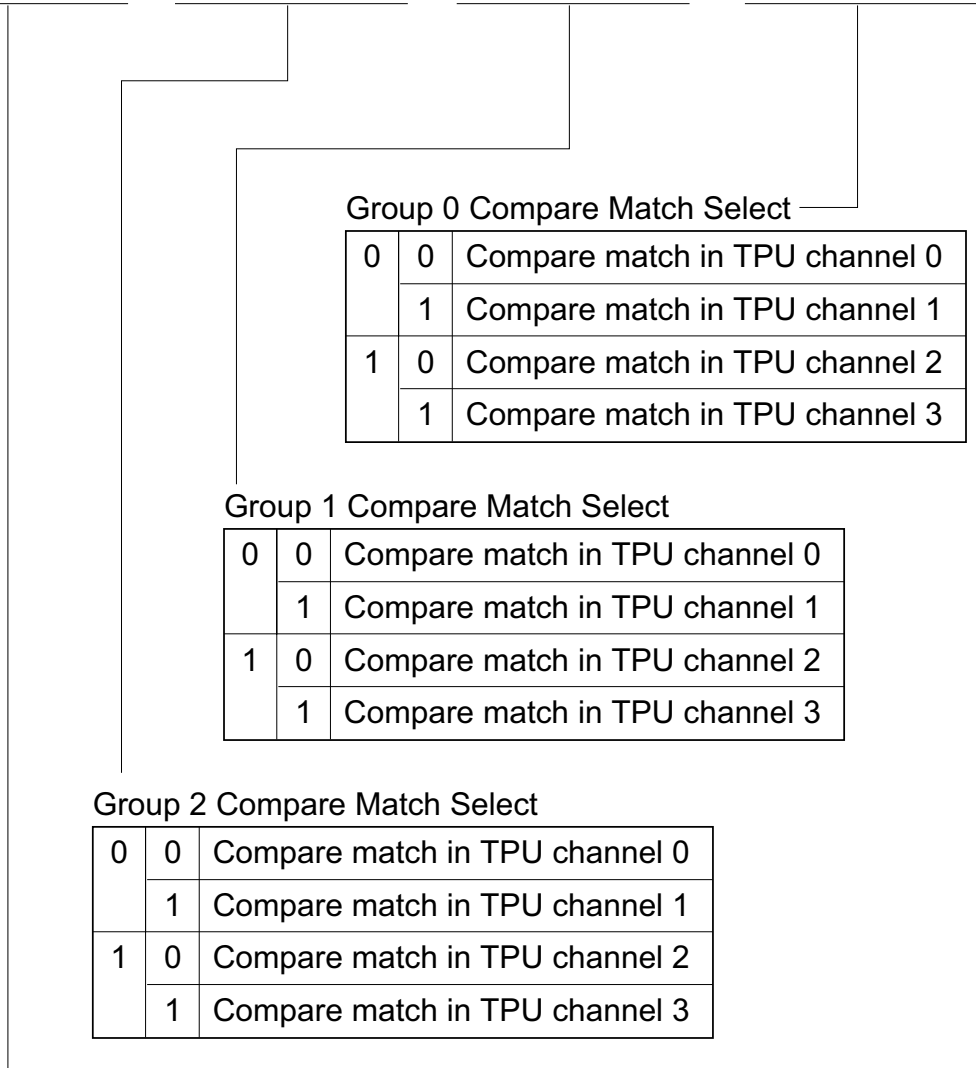 Group 0 Compare Match Select
0 0 Compare match in TPU channel 0
1 Compare match in TPU channel 1
1 0 Compare match in TPU channel 2
1 Compare match in TPU channel 3
Group 1 Compare Match Select
0 0 Compare match in TPU channel 0
1 Compare match in TPU channel 1
1 0 Compare match in TPU channel 2
1 Compare match in TPU channel 3
Group 2 Compare Match Select
0 0 Compare match in TPU channel 0
1 Compare match in TPU channel 1
1 0 Compare match in TPU channel 2
1 Compare match in TPU channel 3